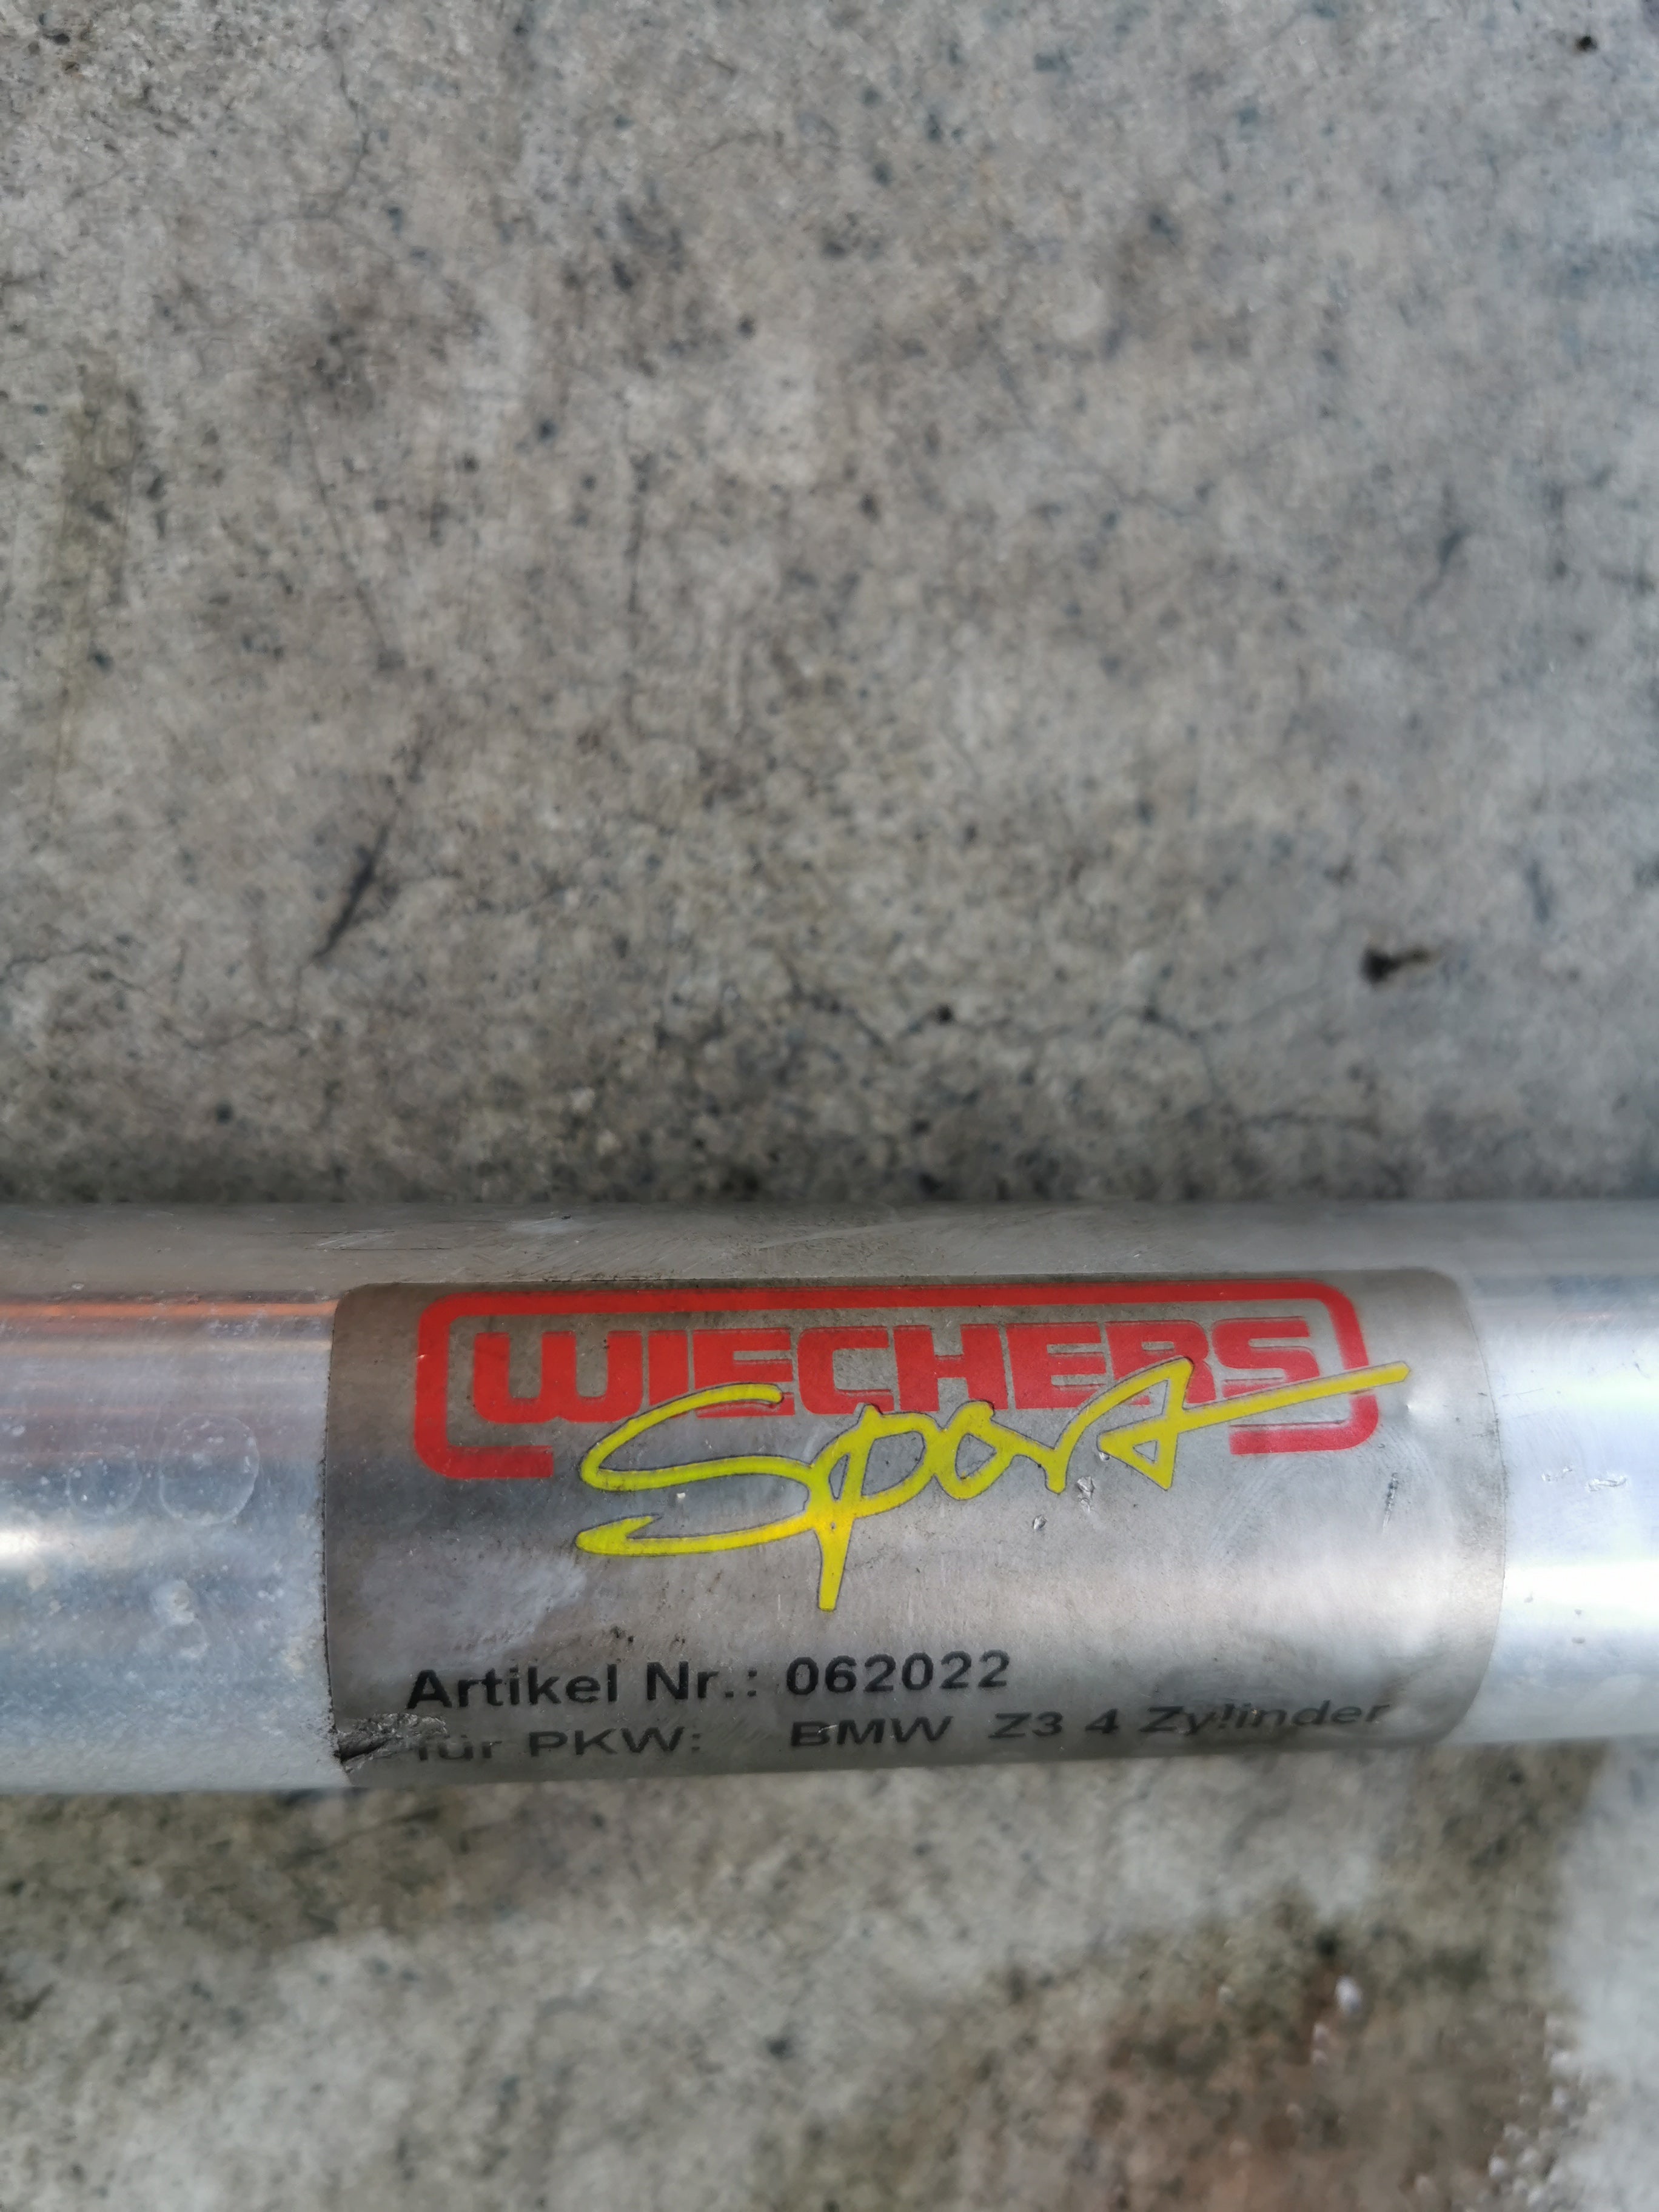 WIECHERS
Sport
Artikel Nr.: 062022
für PKW: BMW Z3 4 Zylinder